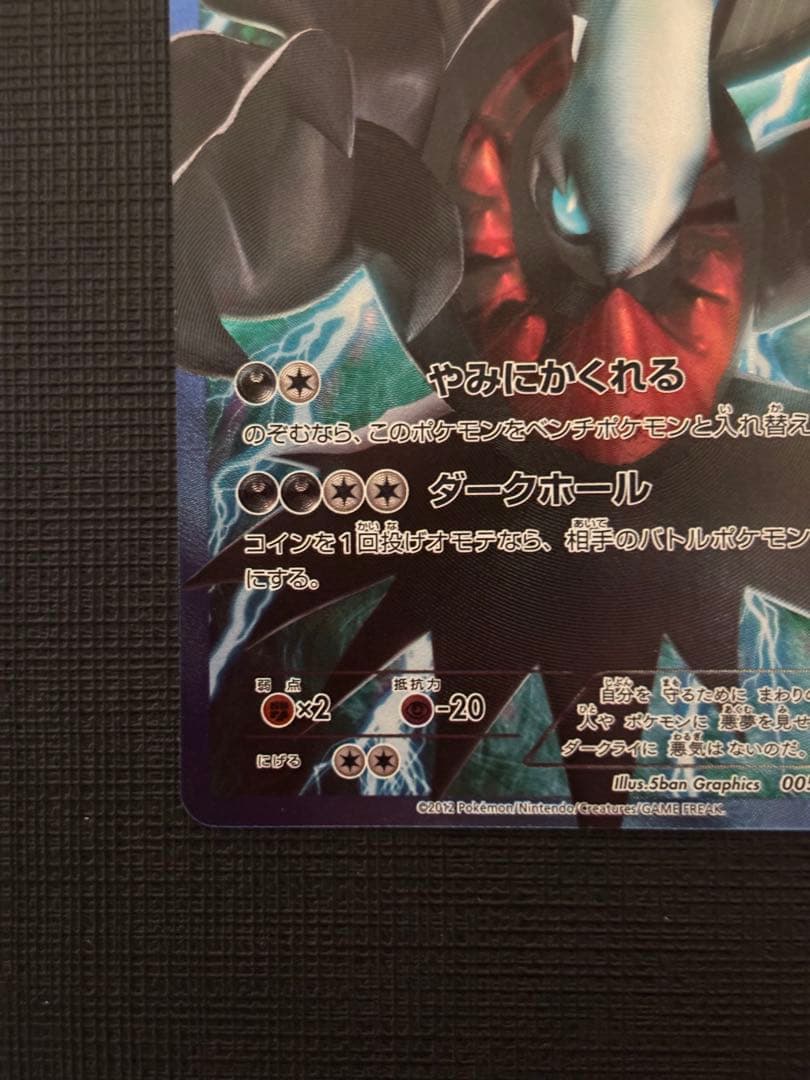 やみにかくれる
のぞむなら、このポケモンをベンチポケモンと入れ替え
ダークホール
コインを1回投げオモテなら、相手のバトルポケモン
にする。
弱点 抵抗力
×2 -20
にげる
自分を 守るために まわりの
人や ポケモンに 悪夢を見せ
ダークライに 悪気は ないのだ。
Illus.5ban Graphics 005
©2012 Pokémon/Nintendo/Creatures/GAME FREAK.